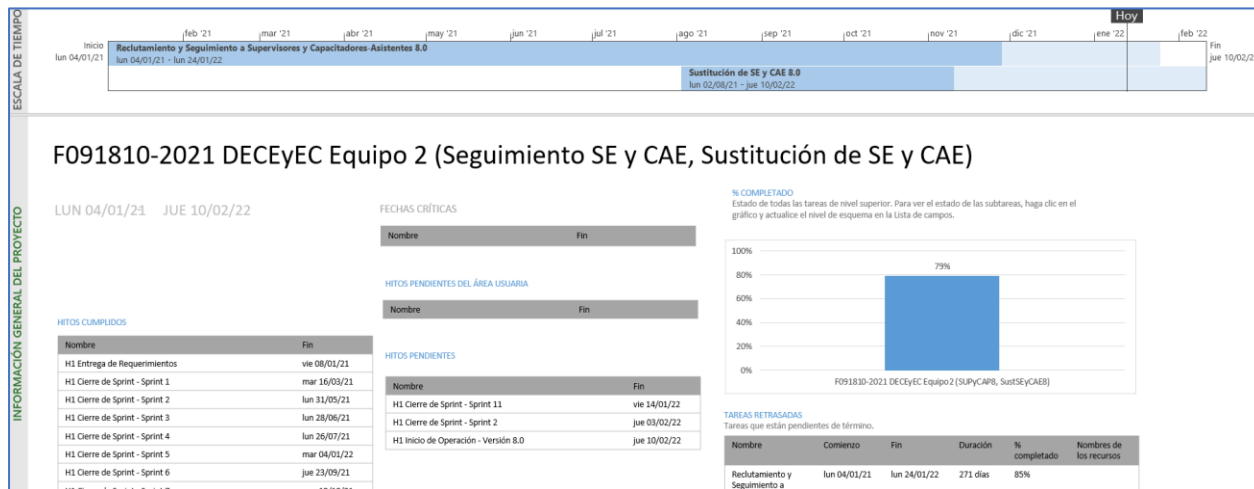 ESCALA DE TIEMPO
Hoy
feb '21 mar '21 abr '21 may '21 jun '21 jul '21 ago '21 sep '21 oct '21 nov '21 dic '21 ene '22 feb '22
Inicio
lun 04/01/21
Reclutamiento y Seguimiento a Supervisores y Capacitadores-Asistentes 8.0
lun 04/01/21 - lun 24/01/22
Fin
jue 10/02/2
Sustitución de SE y CAE 8.0
lun 02/08/21 - jue 10/02/22
INFORMACIÓN GENERAL DEL PROYECTO
F091810-2021 DECEyEC Equipo 2 (Seguimiento SE y CAE, Sustitución de SE y CAE)
LUN 04/01/21 JUE 10/02/22
HITOS CUMPLIDOS
Nombre Fin
H1 Entrega de Requerimientos vie 08/01/21
H1 Cierre de Sprint - Sprint 1 mar 16/03/21
H1 Cierre de Sprint - Sprint 2 lun 31/05/21
H1 Cierre de Sprint - Sprint 3 lun 28/06/21
H1 Cierre de Sprint - Sprint 4 lun 26/07/21
H1 Cierre de Sprint - Sprint 5 mar 04/01/22
H1 Cierre de Sprint - Sprint 6 jue 23/09/21
FECHAS CRÍTICAS
Nombre Fin
HITOS PENDIENTES DEL ÁREA USUARIA
Nombre Fin
HITOS PENDIENTES
Nombre Fin
H1 Cierre de Sprint - Sprint 11 vie 14/01/22
H1 Cierre de Sprint - Sprint 2 jue 03/02/22
H1 Inicio de Operación - Versión 8.0 jue 10/02/22
% COMPLETADO
Estado de todas las tareas de nivel superior. Para ver el estado de las subtareas, haga clic en el
gráfico y actualice el nivel de esquema en la Lista de campos.
100%
80%
60%
40%
20%
0%
79%
F091810-2021 DECEyEC Equipo 2 (SUPyCAP8, SustSEyCAE8)
TAREAS RETRASADAS
Tareas que están pendientes de término.
Nombre Comienzo Fin Duración % completado Nombres de los recursos
Reclutamiento y lun 04/01/21 lun 24/01/22 271 días 85%
Seguimiento a